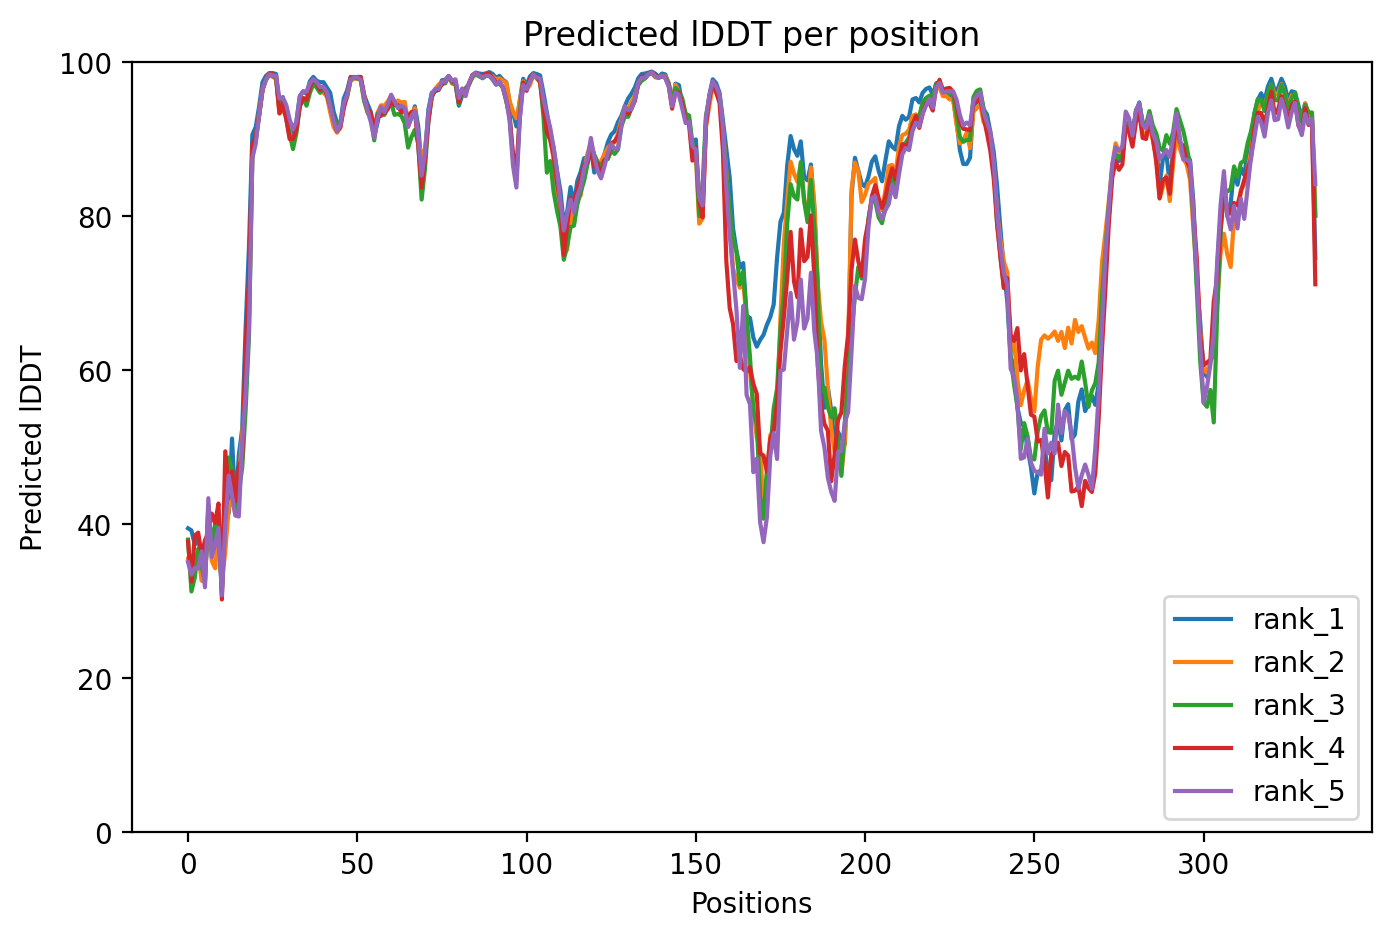 Predicted lDDT per position
100
80
60
40
20
0
Predicted lDDT
0 50 100 150 200 250 300
Positions
rank_1
rank_2
rank_3
rank_4
rank_5